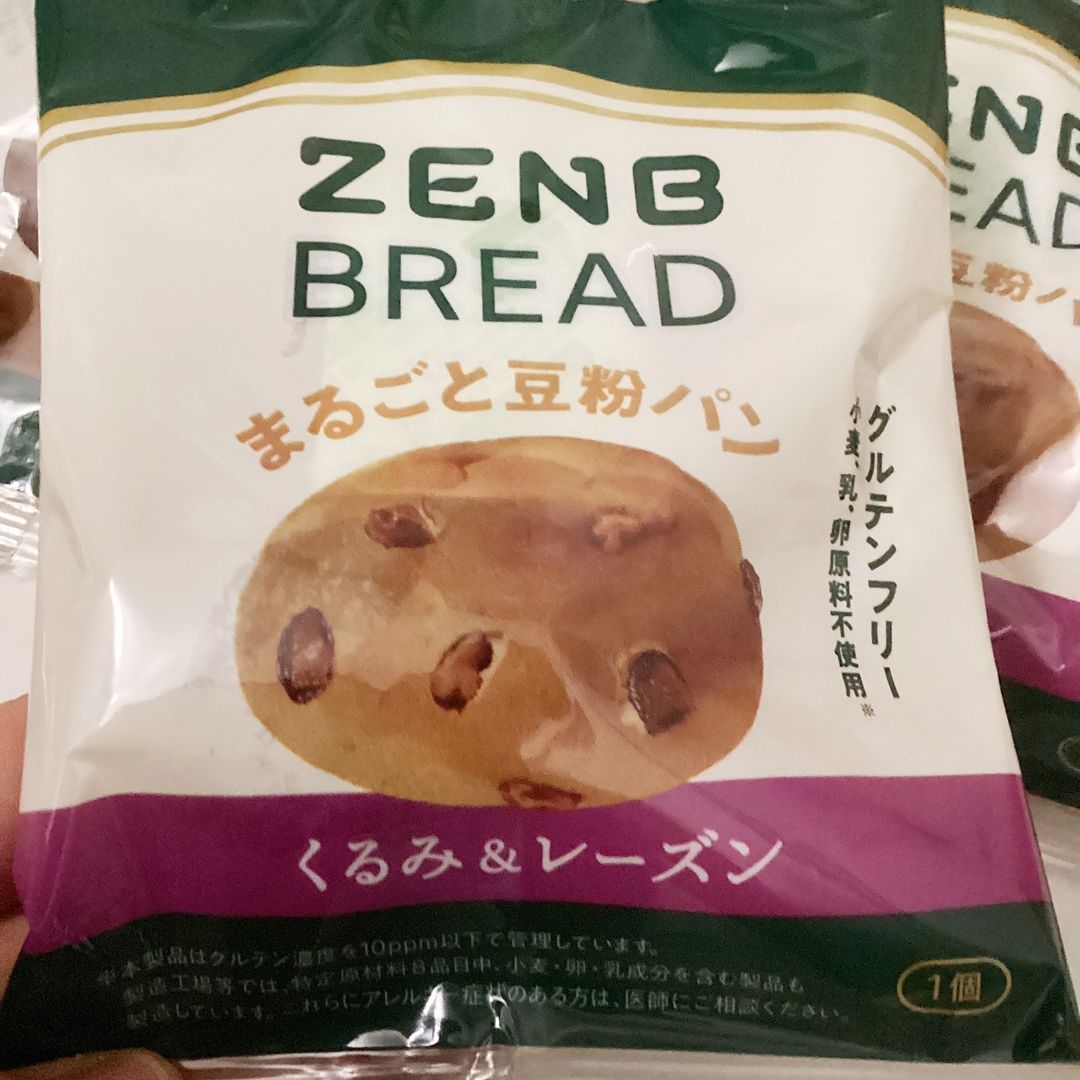 ZENB
BREAD
まるごと豆粉パン
グルテンフリー
小麦、乳、卵原料不使用※
くるみ&レーズン
※本製品はグルテン濃度を10ppm以下で管理しています。
製造工場等では、特定原材料8品目中、小麦・卵・乳成分を含む製品も
製造しています。これらにアレルギー症状のある方は、医師にご相談ください。
1個
ENB
EAD
豆粉パ